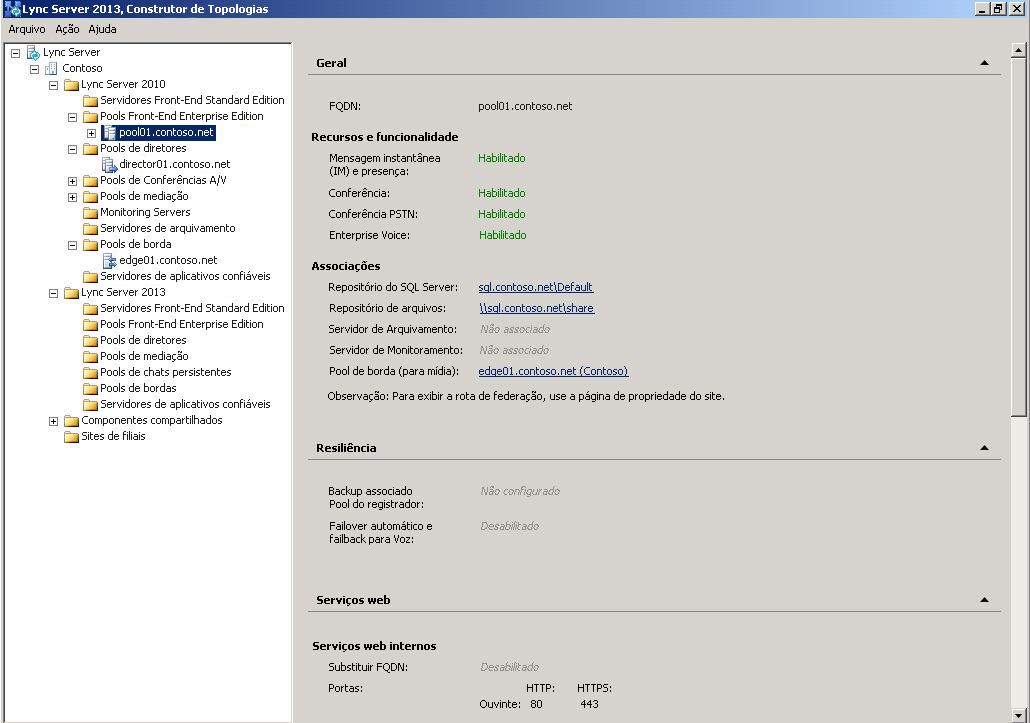 Lync Server 2013, Construtor de Topologias
Arquivo Ação Ajuda
Lync Server
Contoso
Lync Server 2010
Servidores Front-End Standard Edition
Pools Front-End Enterprise Edition
pool01.contoso.net
Pools de diretores
director01.contoso.net
Pools de Conferências A/V
Pools de mediação
Monitoring Servers
Servidores de arquivamento
Pools de borda
edge01.contoso.net
Servidores de aplicativos confiáveis
Lync Server 2013
Servidores Front-End Standard Edition
Pools Front-End Enterprise Edition
Pools de diretores
Pools de mediação
Pools de chats persistentes
Pools de bordas
Servidores de aplicativos confiáveis
Componentes compartilhados
Sites de filiais
Geral
FQDN: pool01.contoso.net
Recursos e funcionalidade
Mensagem instantânea Habilitado
(IM) e presença:
Conferência: Habilitado
Conferência PSTN: Habilitado
Enterprise Voice: Habilitado
Associações
Repositório do SQL Server: sql.contoso.net\Default
Repositório de arquivos: \\sql.contoso.net\share
Servidor de Arquivamento: Não associado
Servidor de Monitoramento: Não associado
Pool de borda (para mídia): edge01.contoso.net (Contoso)
Observação: Para exibir a rota de federação, use a página de propriedade do site.
Resiliência
Backup associado Não configurado
Pool do registrador:
Failover automático e Desabilitado
failback para Voz:
Serviços web
Serviços web internos
Substituir FQDN: Desabilitado
Portas: HTTP: HTTPS:
Ouvinte: 80 443